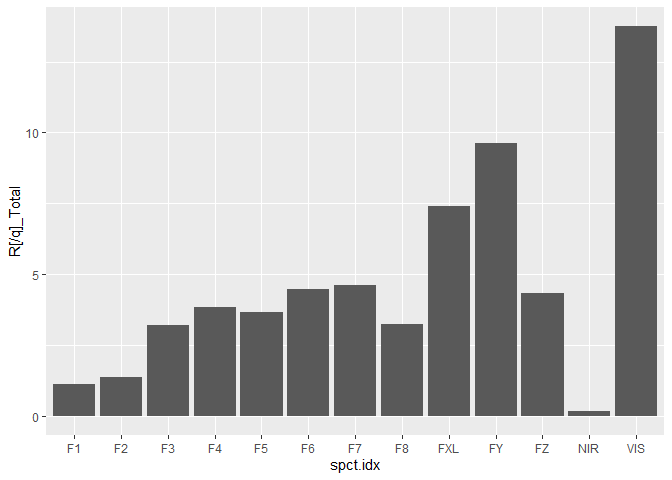 R[/q]_Total
10
5
0
F1 F2 F3 F4 F5 F6 F7 F8 FXL FY FZ NIR VIS
spct.idx